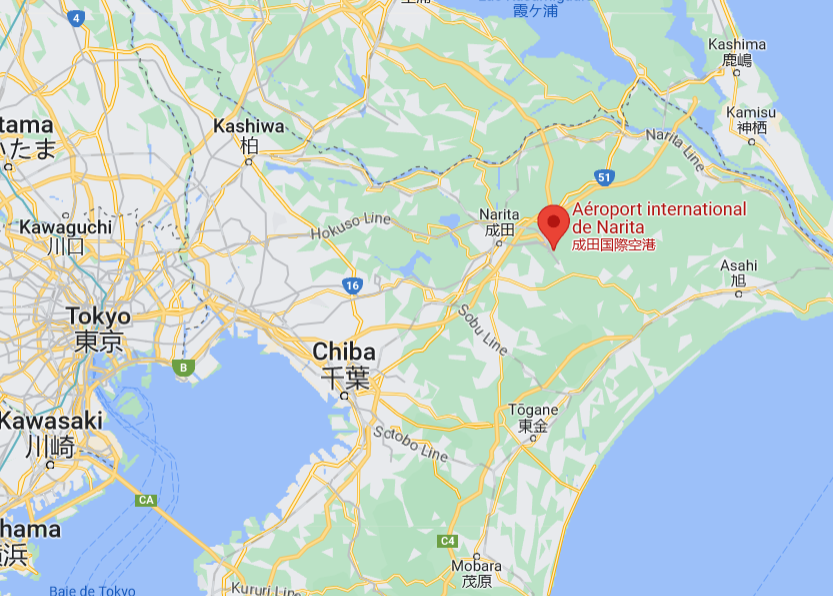 4
霞ケ浦
Kashima
鹿嶋
Kamisu
神栖
tama
いたま
Kashiwa
柏
Narita Line
51
Kawaguchi
川口
Hokuso Line
Narita
成田
Aéroport international
de Narita
成田国際空港
Asahi
旭
16
Tokyo
東京
Sobu Line
Chiba
千葉
B
Tōgane
東金
Kawasaki
川崎
Sotobo Line
CA
hama
横浜
C4
Mobara
茂原
Baie de Tokyo
Kururi Line